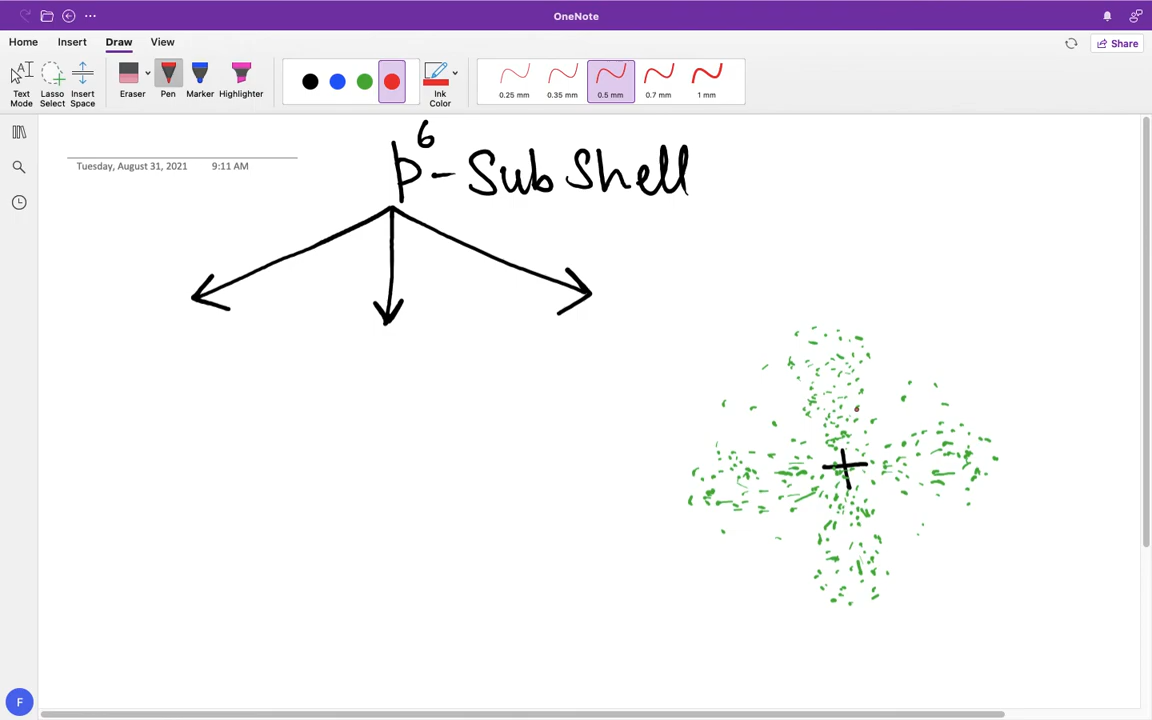 OneNote
Home Insert Draw View
Share
Text Mode
Lasso Select
Insert Space
Eraser
Pen
Marker
Highlighter
Ink Color
0.25 mm
0.35 mm
0.5 mm
0.7 mm
1 mm
p⁶ - Sub Shell
Tuesday, August 31, 2021 9:11 AM
F